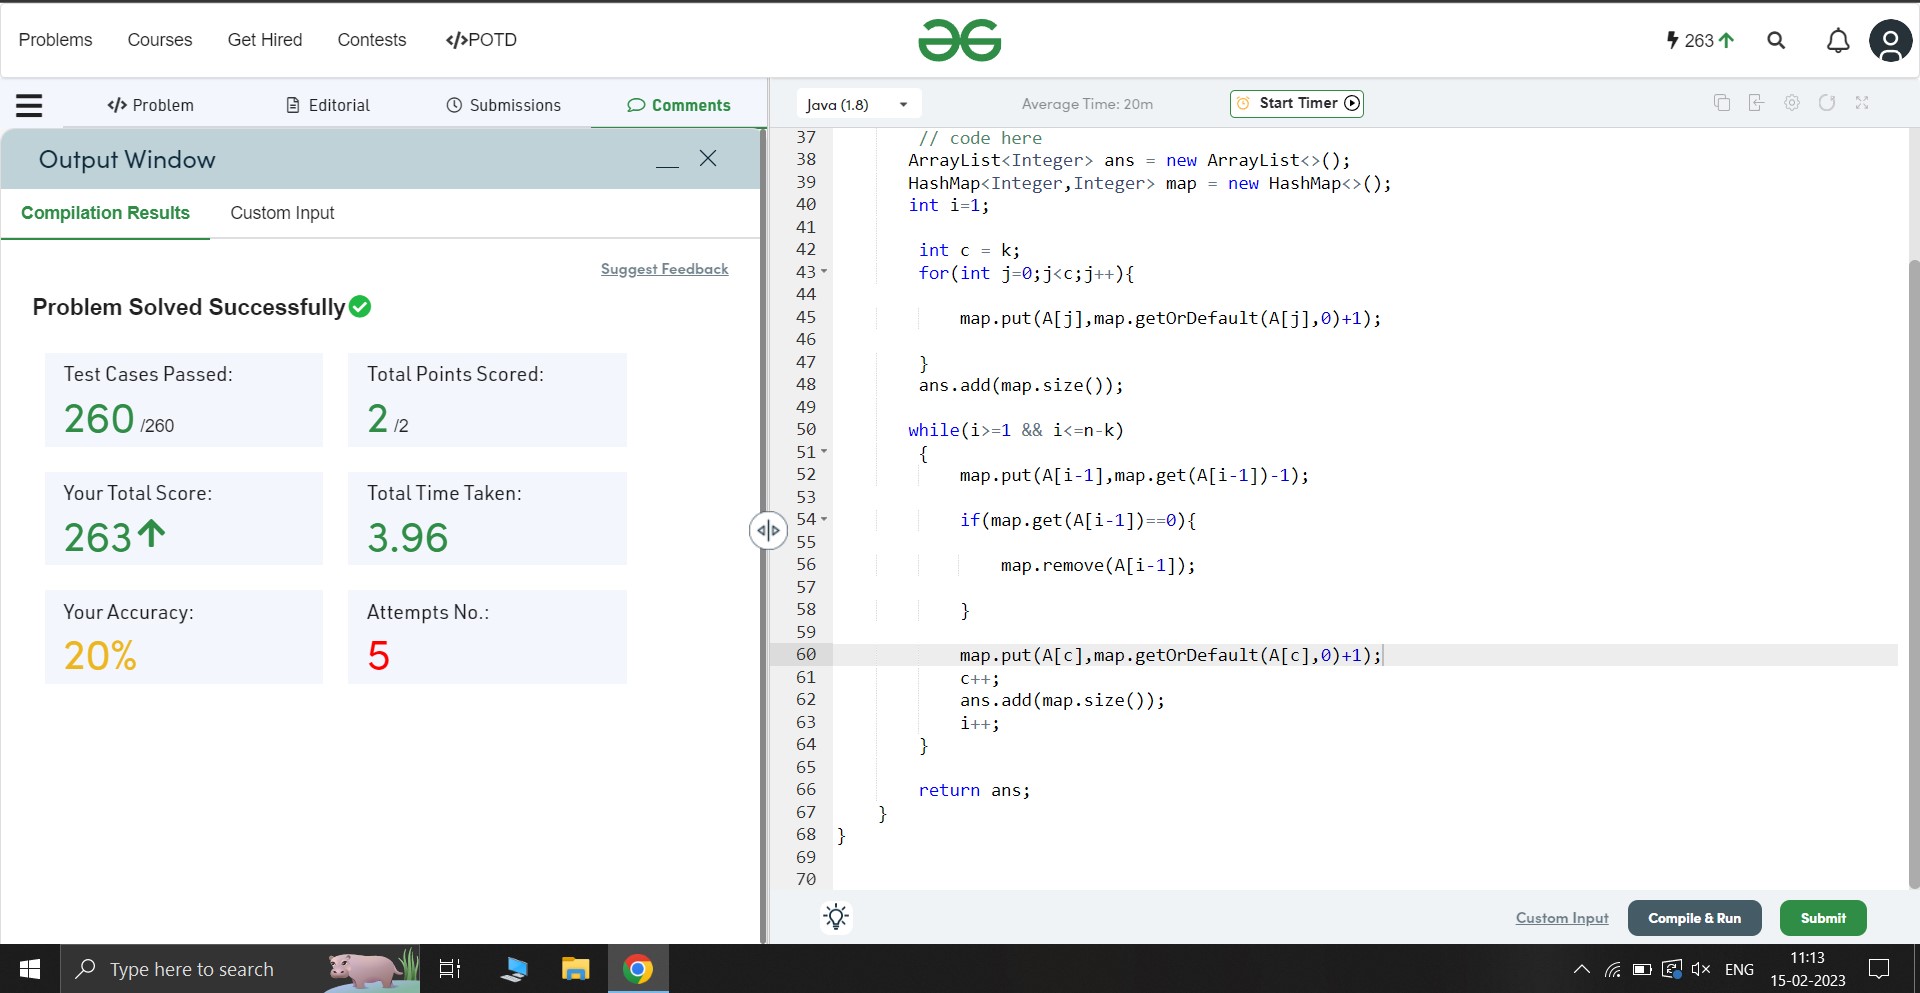 Problems Courses Get Hired Contests </>POTD
263
</> Problem Editorial Submissions Comments
Output Window
Compilation Results Custom Input
Suggest Feedback
Problem Solved Successfully
Test Cases Passed: Total Points Scored:
260 /260 2 /2
Your Total Score: Total Time Taken:
263 3.96
Your Accuracy: Attempts No.:
20% 5
Java (1.8) Average Time: 20m Start Timer
37 // code here
38 ArrayList<Integer> ans = new ArrayList<>();
39 HashMap<Integer,Integer> map = new HashMap<>();
40 int i=1;
41
42 int c = k;
43 for(int j=0;j<c;j++){
44
45 map.put(A[j],map.getOrDefault(A[j],0)+1);
46
47 }
48 ans.add(map.size());
49
50 while(i>=1 && i<=n-k)
51 {
52 map.put(A[i-1],map.get(A[i-1])-1);
53
54 if(map.get(A[i-1])==0){
55
56 map.remove(A[i-1]);
57
58 }
59
60 map.put(A[c],map.getOrDefault(A[c],0)+1);
61 c++;
62 ans.add(map.size());
63 i++;
64 }
65
66 return ans;
67 }
68 }
69
70
Custom Input Compile & Run Submit
Type here to search
ENG
11:13
15-02-2023